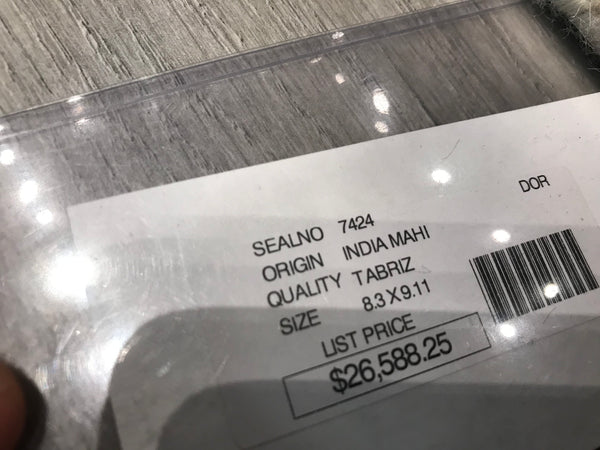 DOR
SEALNO 7424
ORIGIN INDIA MAHI
QUALITY TABRIZ
SIZE 8.3 X 9.11
LIST PRICE
$26,588.25